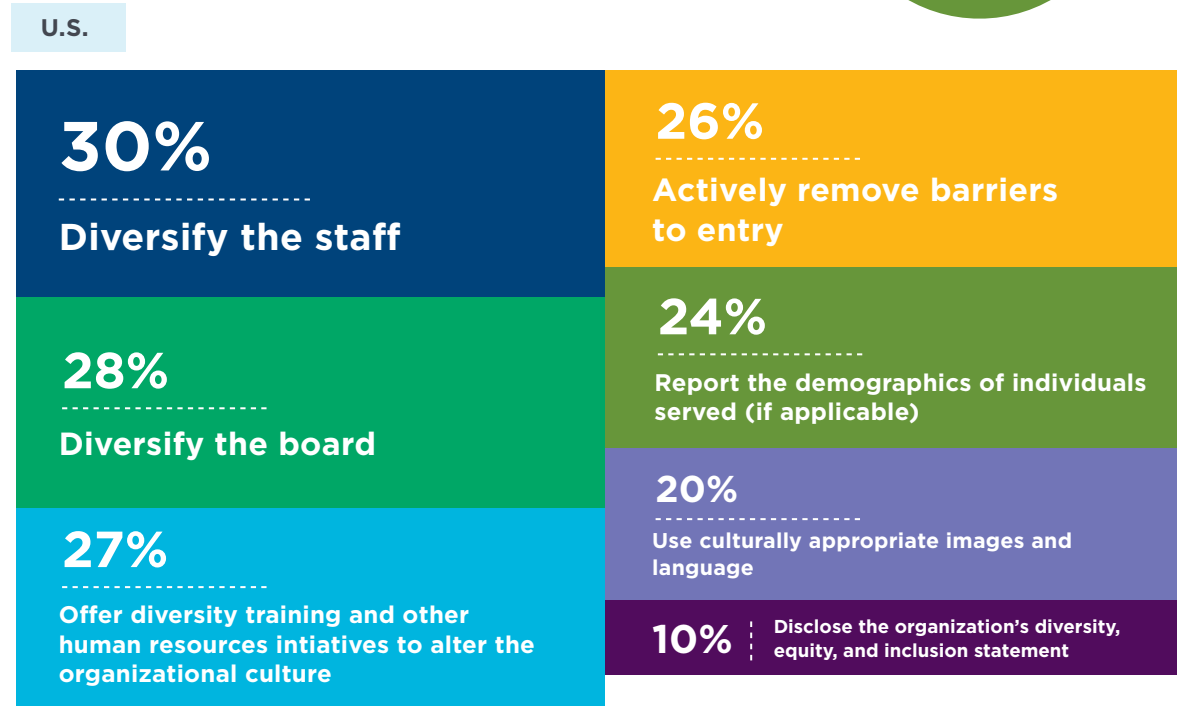 U.S.
30%
Diversify the staff
28%
Diversify the board
27%
Offer diversity training and other
human resources intiatives to alter the
organizational culture
26%
Actively remove barriers
to entry
24%
Report the demographics of individuals
served (if applicable)
20%
Use culturally appropriate images and
language
10%
Disclose the organization’s diversity,
equity, and inclusion statement